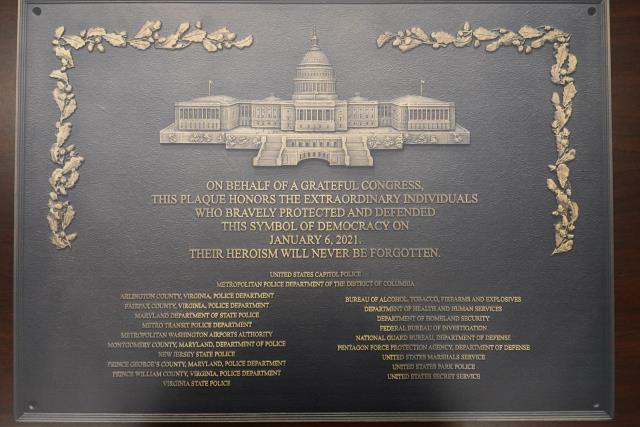 ON BEHALF OF A GRATEFUL CONGRESS,
THIS PLAQUE HONORS THE EXTRAORDINARY INDIVIDUALS
WHO BRAVELY PROTECTED AND DEFENDED
THIS SYMBOL OF DEMOCRACY ON
JANUARY 6, 2021.
THEIR HEROISM WILL NEVER BE FORGOTTEN.
UNITED STATES CAPITOL POLICE
METROPOLITAN POLICE DEPARTMENT OF THE DISTRICT OF COLUMBIA
ARLINGTON COUNTY, VIRGINIA, POLICE DEPARTMENT
FAIRFAX COUNTY, VIRGINIA, POLICE DEPARTMENT
MARYLAND DEPARTMENT OF STATE POLICE
METRO TRANSIT POLICE DEPARTMENT
METROPOLITAN WASHINGTON AIRPORTS AUTHORITY
MONTGOMERY COUNTY, MARYLAND, DEPARTMENT OF POLICE
NEW JERSEY STATE POLICE
PRINCE GEORGE'S COUNTY, MARYLAND, POLICE DEPARTMENT
PRINCE WILLIAM COUNTY, VIRGINIA, POLICE DEPARTMENT
VIRGINIA STATE POLICE
BUREAU OF ALCOHOL, TOBACCO, FIREARMS AND EXPLOSIVES
DEPARTMENT OF HEALTH AND HUMAN SERVICES
DEPARTMENT OF HOMELAND SECURITY
FEDERAL BUREAU OF INVESTIGATION
NATIONAL GUARD BUREAU, DEPARTMENT OF DEFENSE
PENTAGON FORCE PROTECTION AGENCY, DEPARTMENT OF DEFENSE
UNITED STATES MARSHALS SERVICE
UNITED STATES PARK POLICE
UNITED STATES SECRET SERVICE